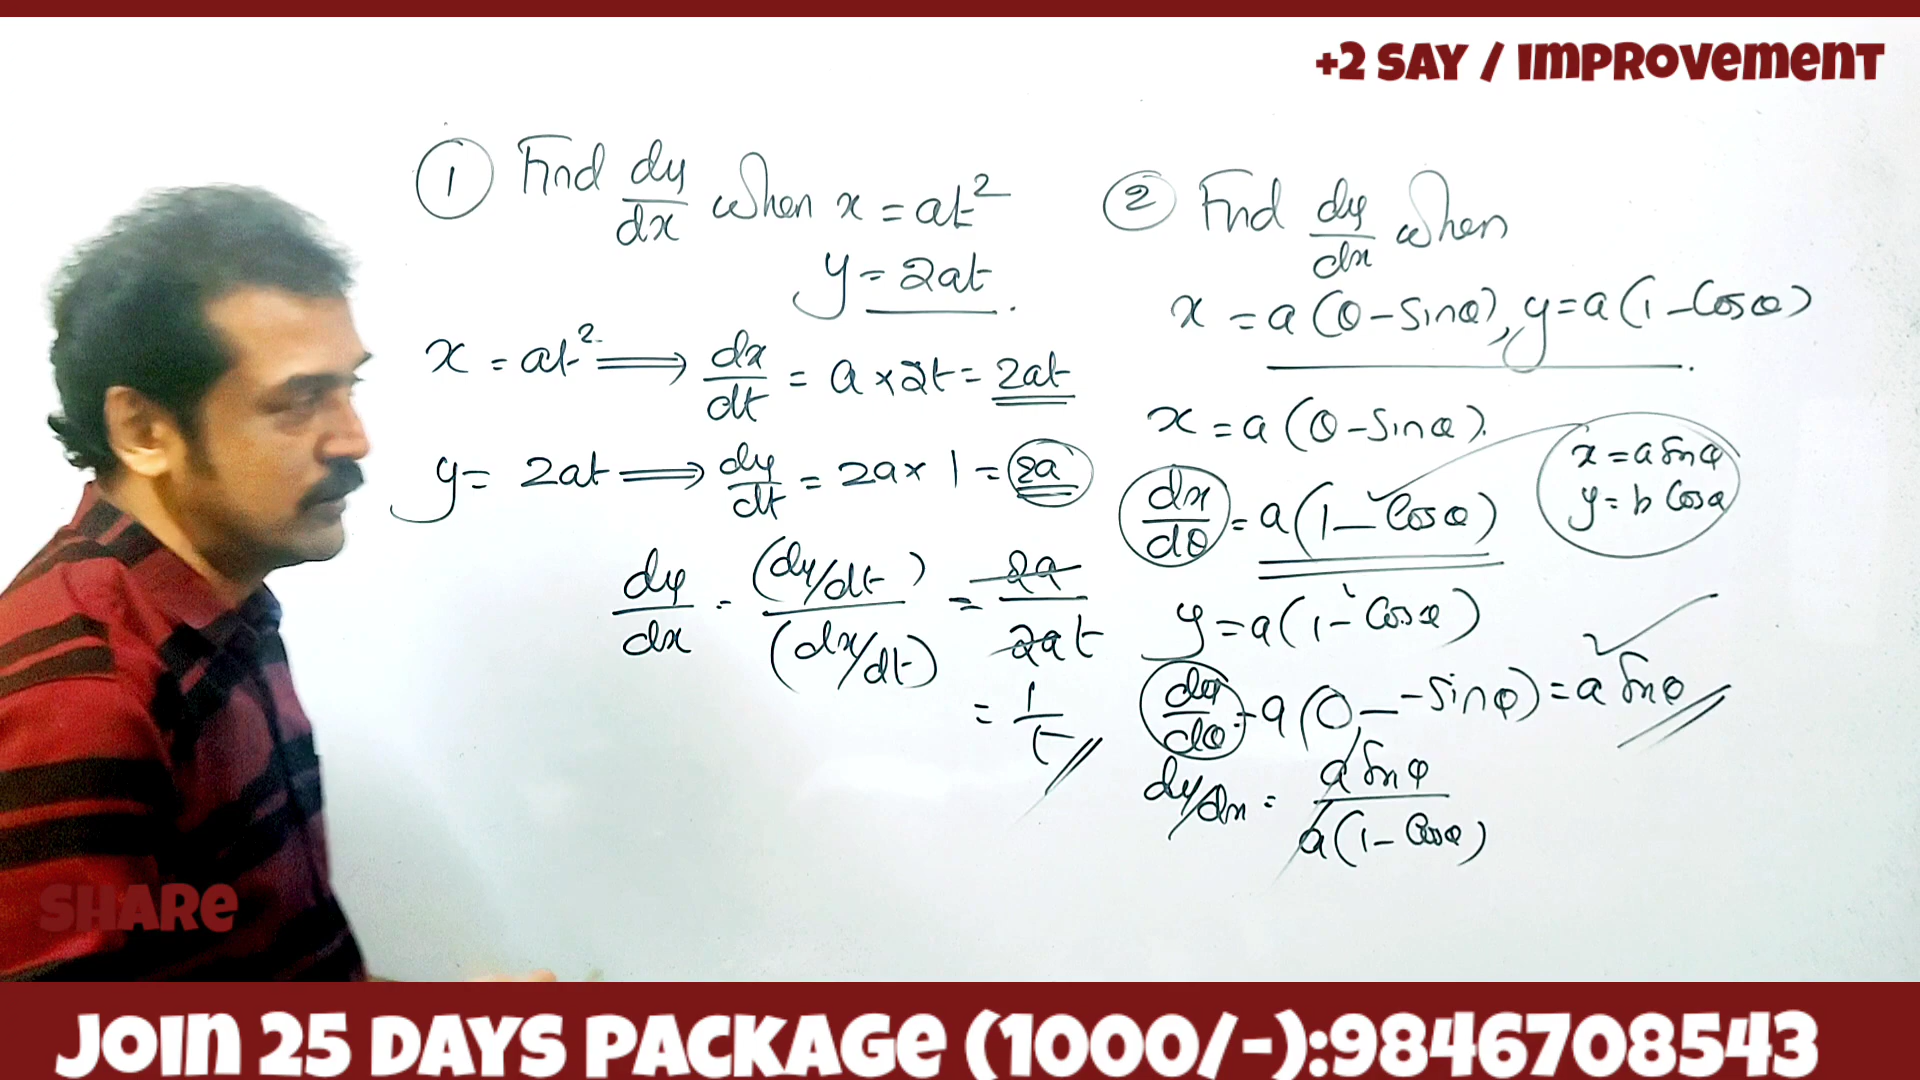 +2 SAY / IMPROVEMENT
① Find dy/dx when x = at²
y = 2at
x = at² ⟹ dx/dt = a × 2t = 2at
y = 2at ⟹ dy/dt = 2a × 1 = 2a
dy/dx = (dy/dt)/(dx/dt) = 2a/2at
= 1/t
② Find dy/dx when
x = a(θ - sinθ), y = a(1 - cosθ)
x = a(θ - sinθ).
x = a sinθ
y = b cosθ
dx/dθ = a(1 - cosθ)
y = a(1 - cosθ)
dy/dθ = a(0 - -sinθ) = a sinθ
dy/dx = a sinθ/a(1 - cosθ)
SHARE
JOIN 25 DAYS PACKAGE (1000/-):9846708543